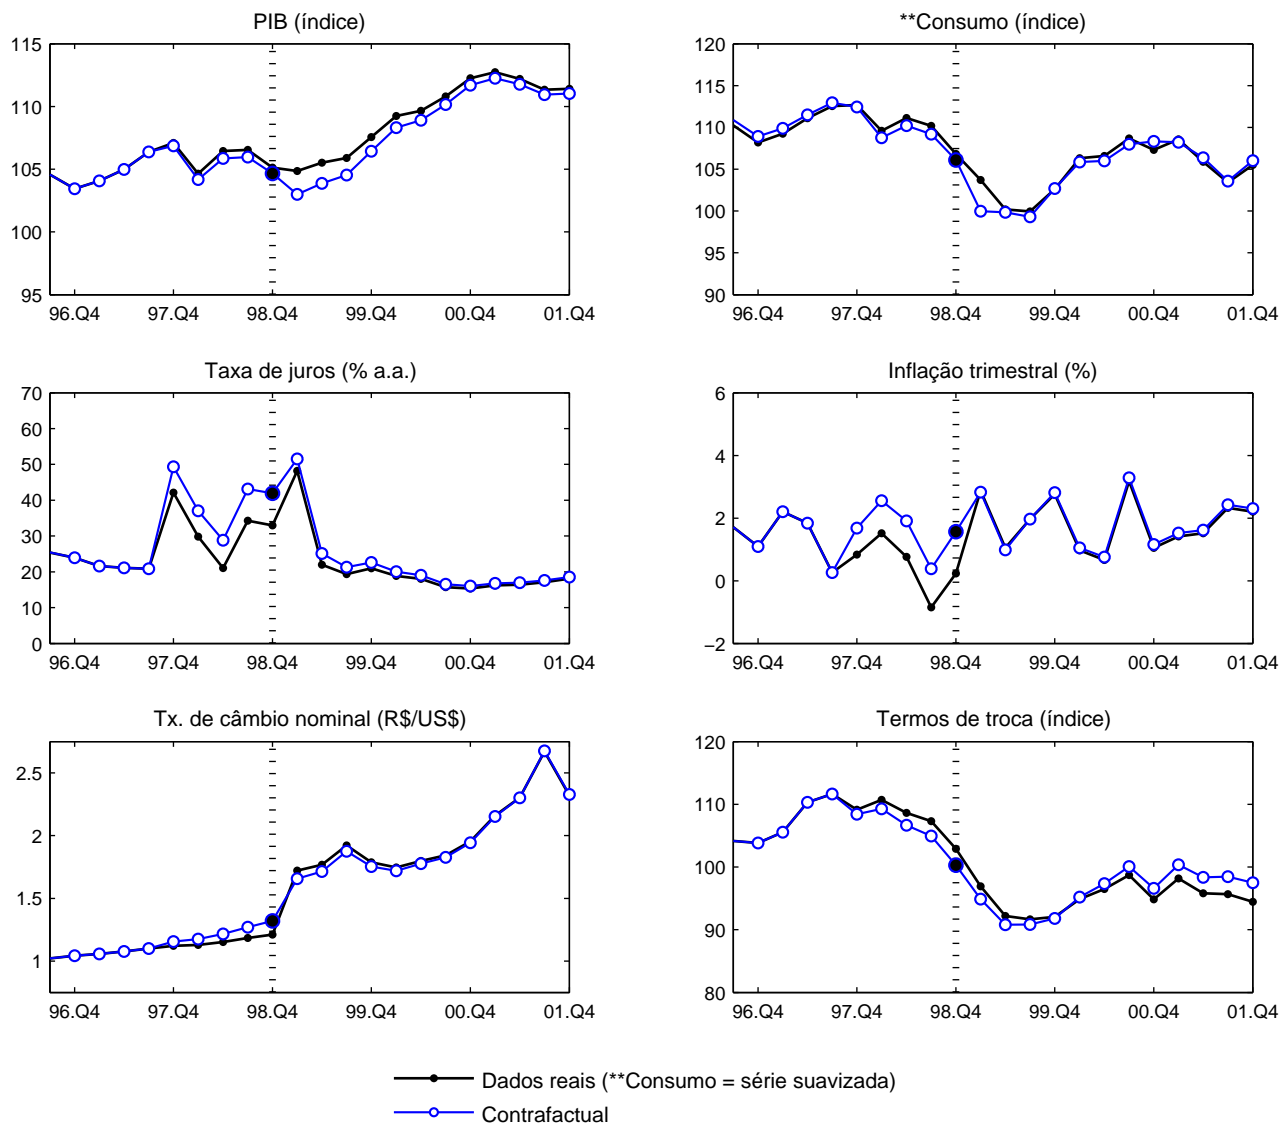 PIB (índice)
115
110
105
100
95
96.Q4 97.Q4 98.Q4 99.Q4 00.Q4 01.Q4
**Consumo (índice)
120
115
110
105
100
95
90
96.Q4 97.Q4 98.Q4 99.Q4 00.Q4 01.Q4
Taxa de juros (% a.a.)
70
60
50
40
30
20
10
0
96.Q4 97.Q4 98.Q4 99.Q4 00.Q4 01.Q4
Inflação trimestral (%)
6
4
2
0
−2
96.Q4 97.Q4 98.Q4 99.Q4 00.Q4 01.Q4
Tx. de câmbio nominal (R$/US$)
2.5
2
1.5
1
96.Q4 97.Q4 98.Q4 99.Q4 00.Q4 01.Q4
Termos de troca (índice)
120
110
100
90
80
96.Q4 97.Q4 98.Q4 99.Q4 00.Q4 01.Q4
Dados reais (**Consumo = série suavizada)
Contrafactual